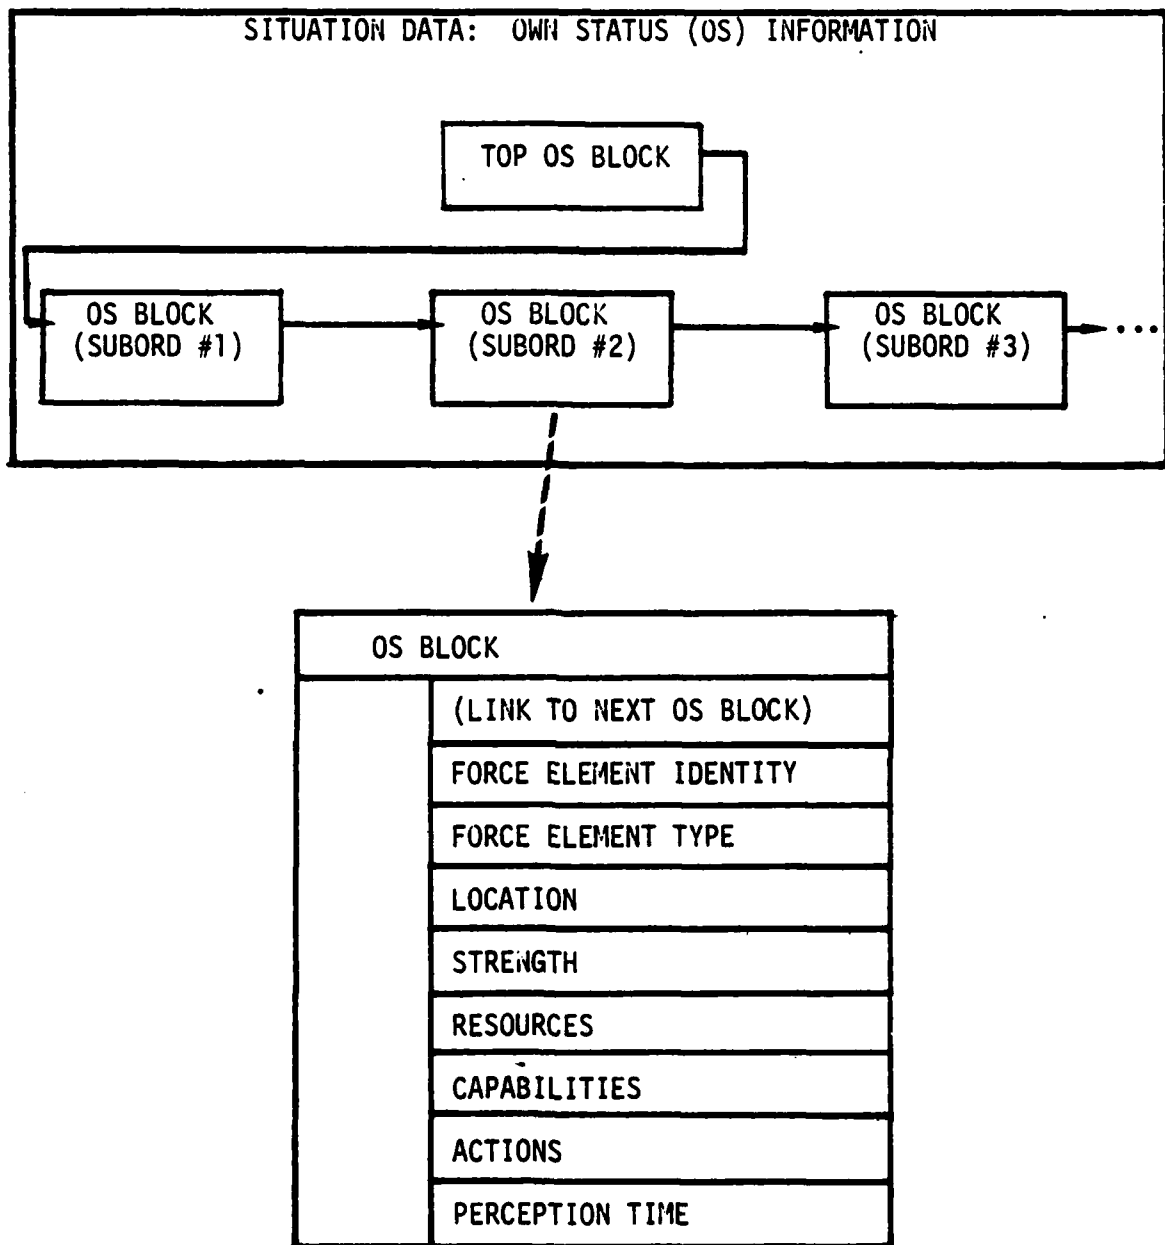 SITUATION DATA: OWN STATUS (OS) INFORMATION
TOP OS BLOCK
OS BLOCK
(SUBORD #1)
OS BLOCK
(SUBORD #2)
OS BLOCK
(SUBORD #3)
...
OS BLOCK
(LINK TO NEXT OS BLOCK)
FORCE ELEMENT IDENTITY
FORCE ELEMENT TYPE
LOCATION
STRENGTH
RESOURCES
CAPABILITIES
ACTIONS
PERCEPTION TIME